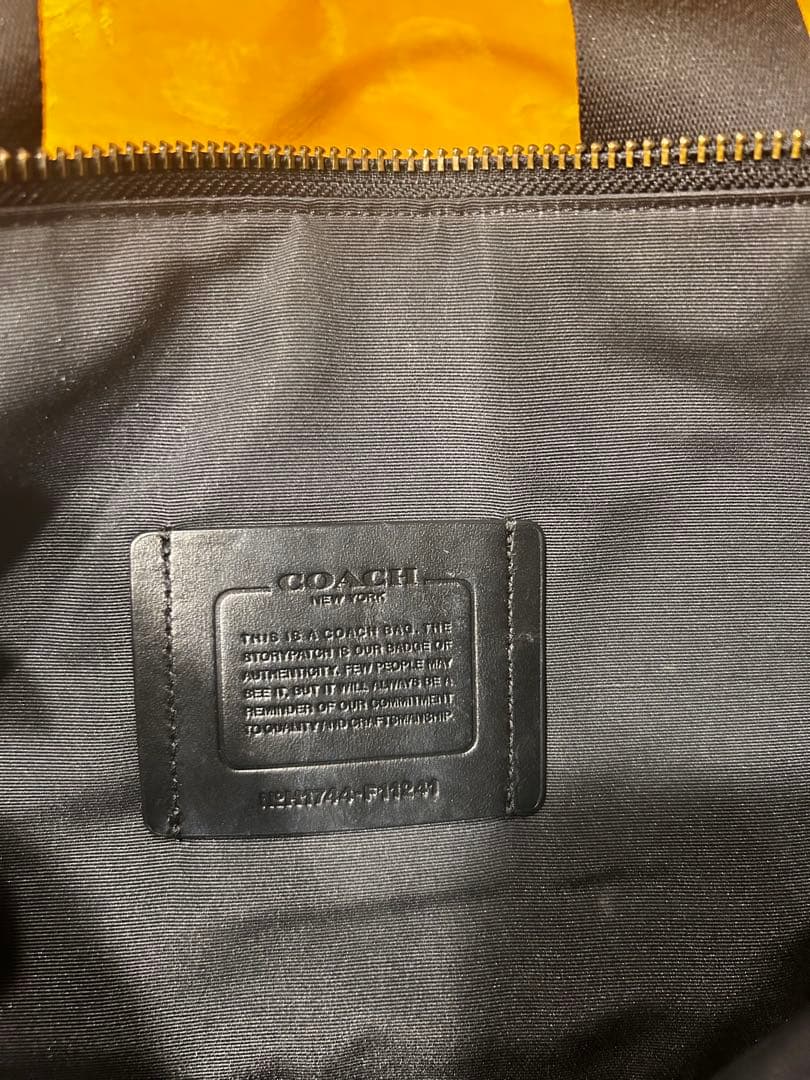 COACH
NEW YORK
THIS IS A COACH BAG. THE
STORYPATCH IS OUR BADGE OF
AUTHENTICITY. FEW PEOPLE MAY
SEE IT, BUT IT WILL ALWAYS BE A
REMINDER OF OUR COMMITMENT
TO QUALITY AND CRAFTSMANSHIP.